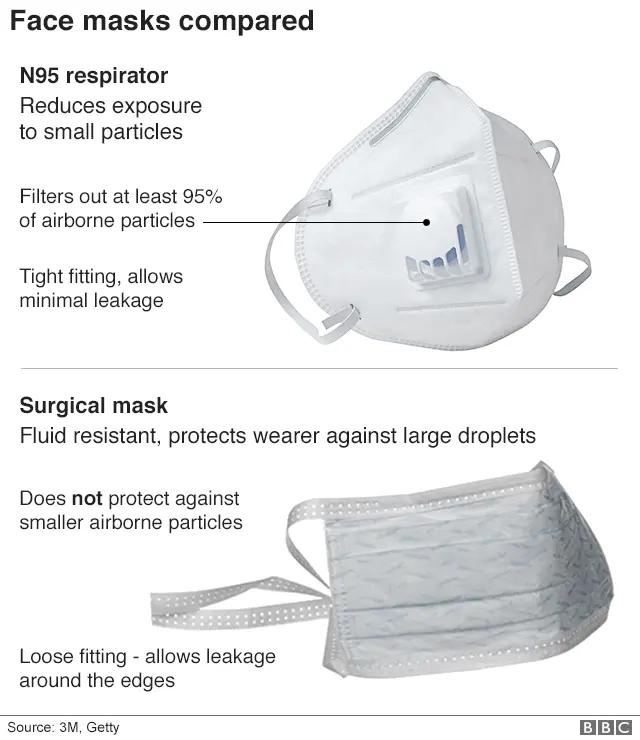 Face masks compared
N95 respirator
Reduces exposure
to small particles
Filters out at least 95%
of airborne particles
Tight fitting, allows
minimal leakage
Surgical mask
Fluid resistant, protects wearer against large droplets
Does not protect against
smaller airborne particles
Loose fitting - allows leakage
around the edges
Source: 3M, Getty
BBC